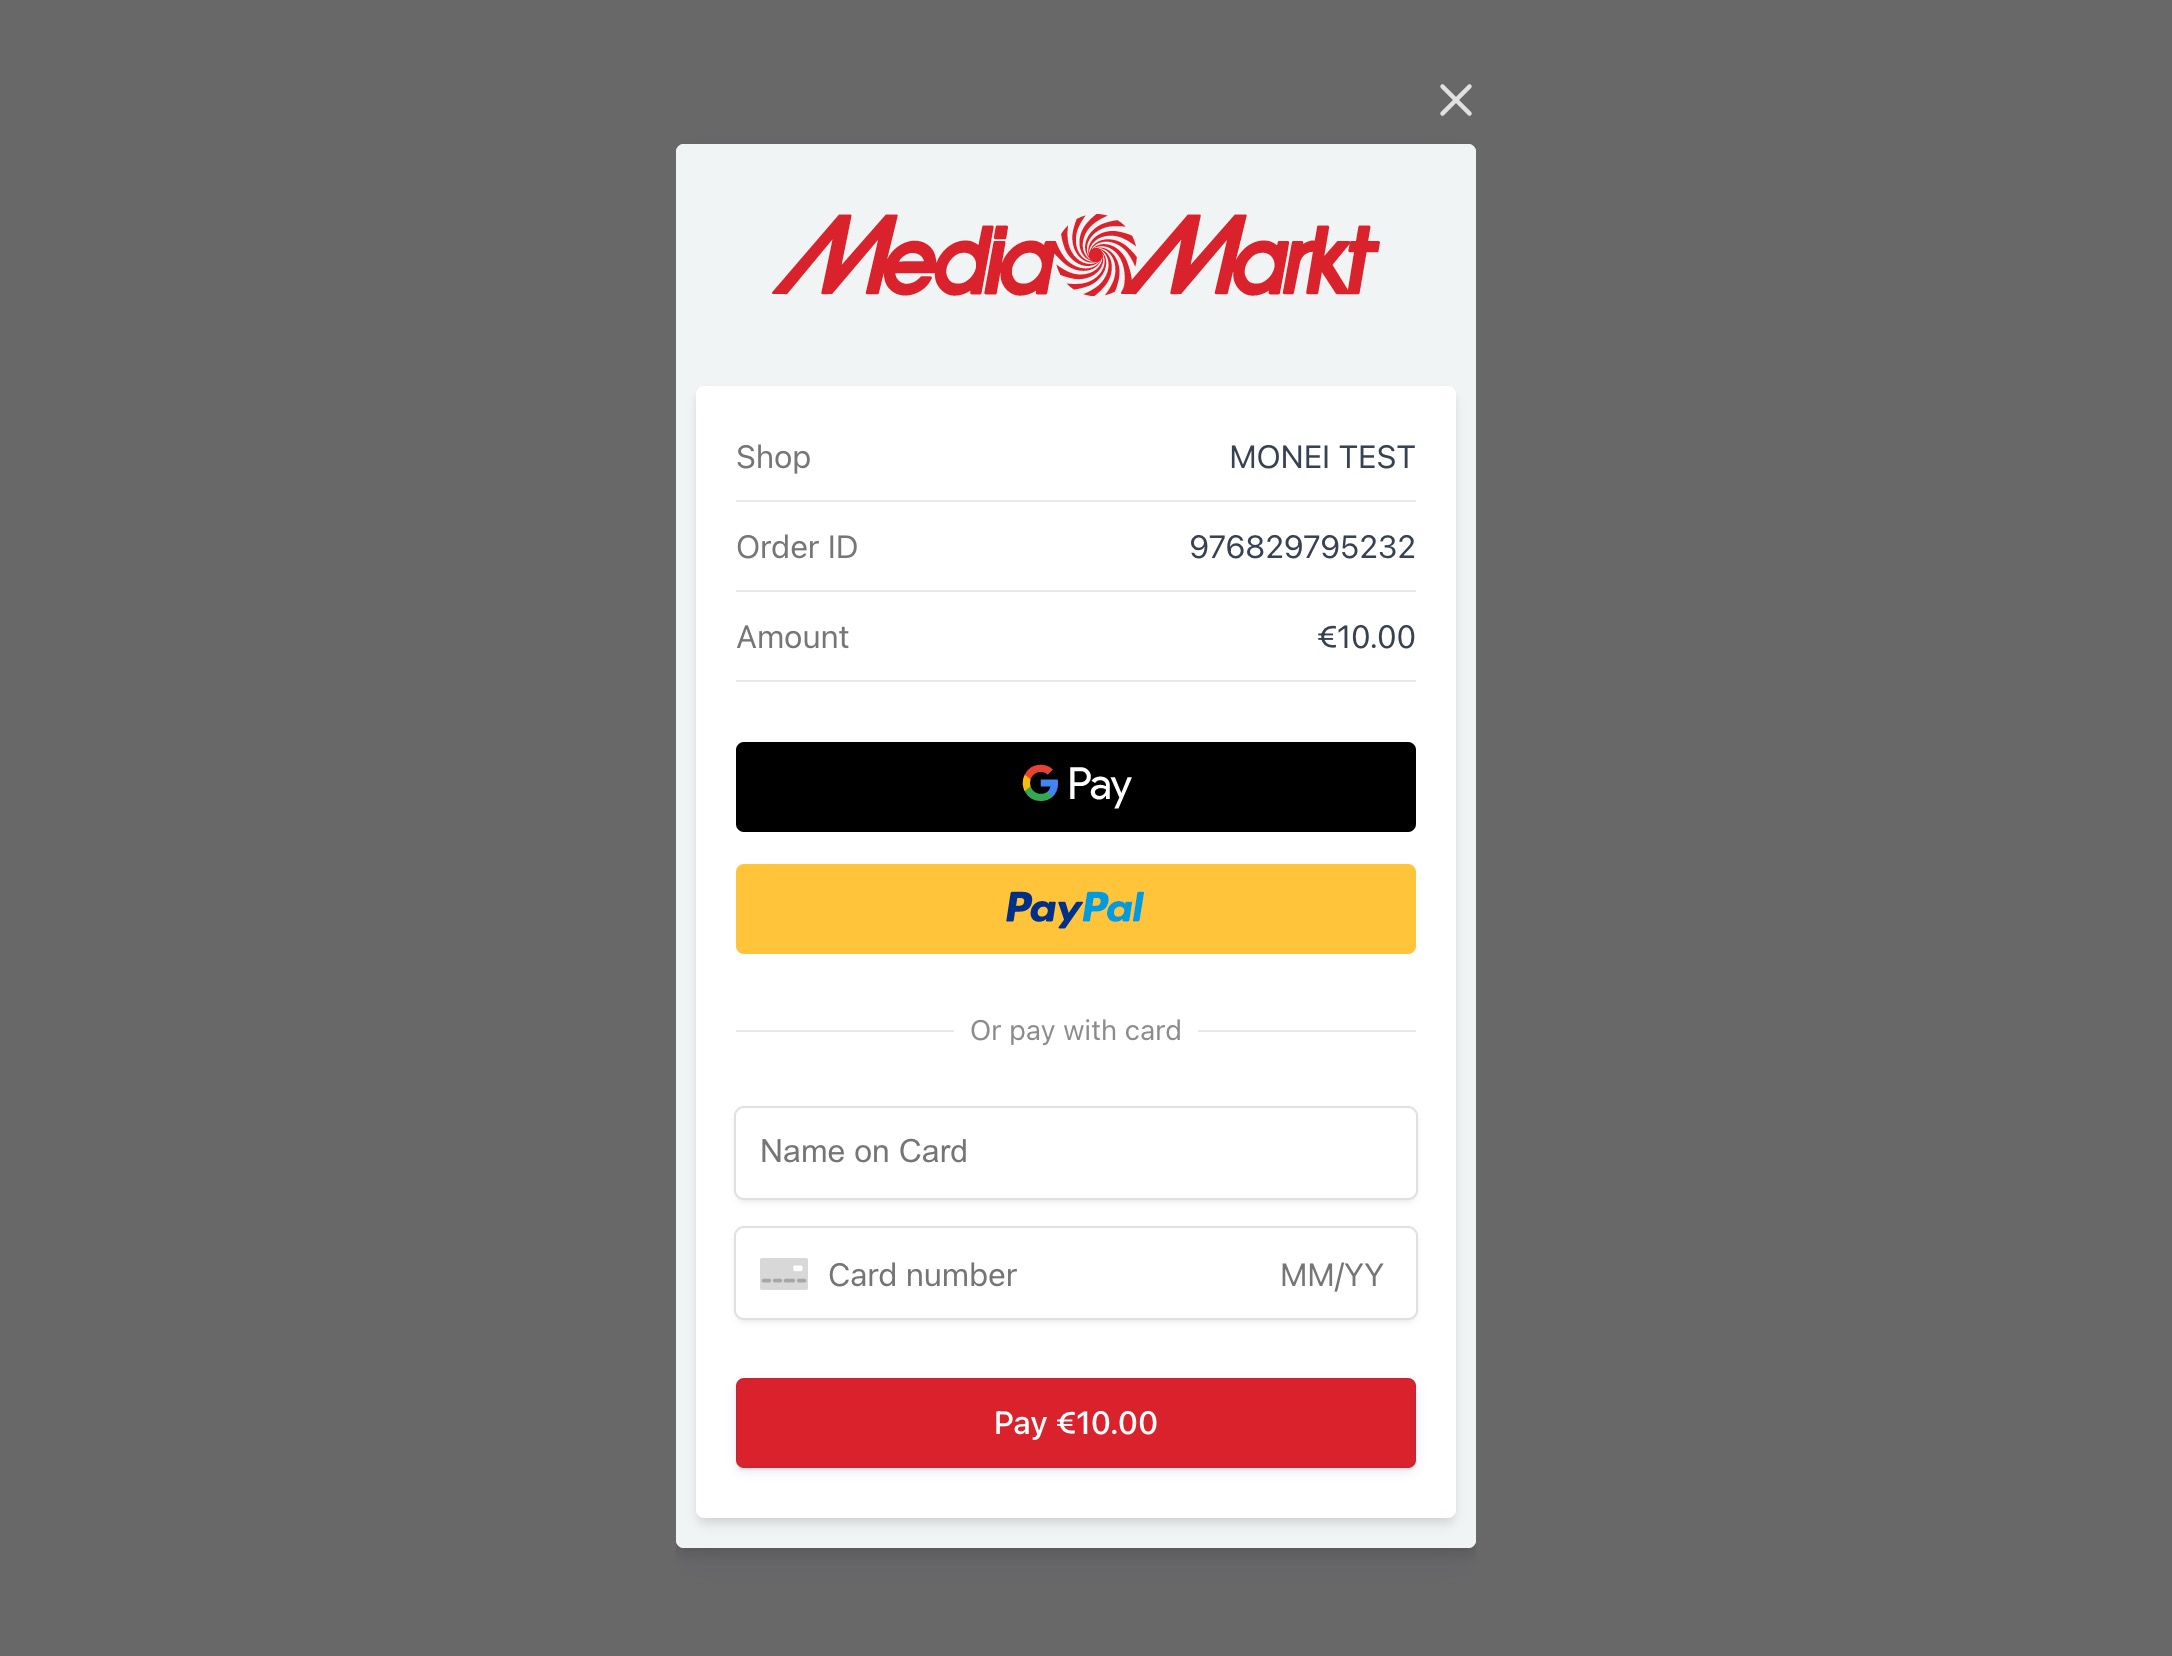 MediaMarkt
Shop MONEI TEST
Order ID 976829795232
Amount €10.00
G Pay
PayPal
Or pay with card
Name on Card
Card number MM/YY
Pay €10.00